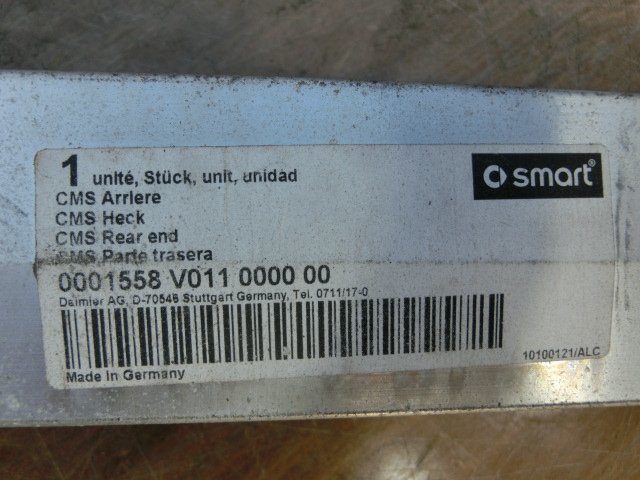 1 unité, Stück, unit, unidad
smart®
CMS Arriere
CMS Heck
CMS Rear end
CMS Parte trasera
0001558 V011 0000 00
Daimler AG, D-70546 Stuttgart Germany, Tel. 0711/17-0
10100121/ALC
Made in Germany